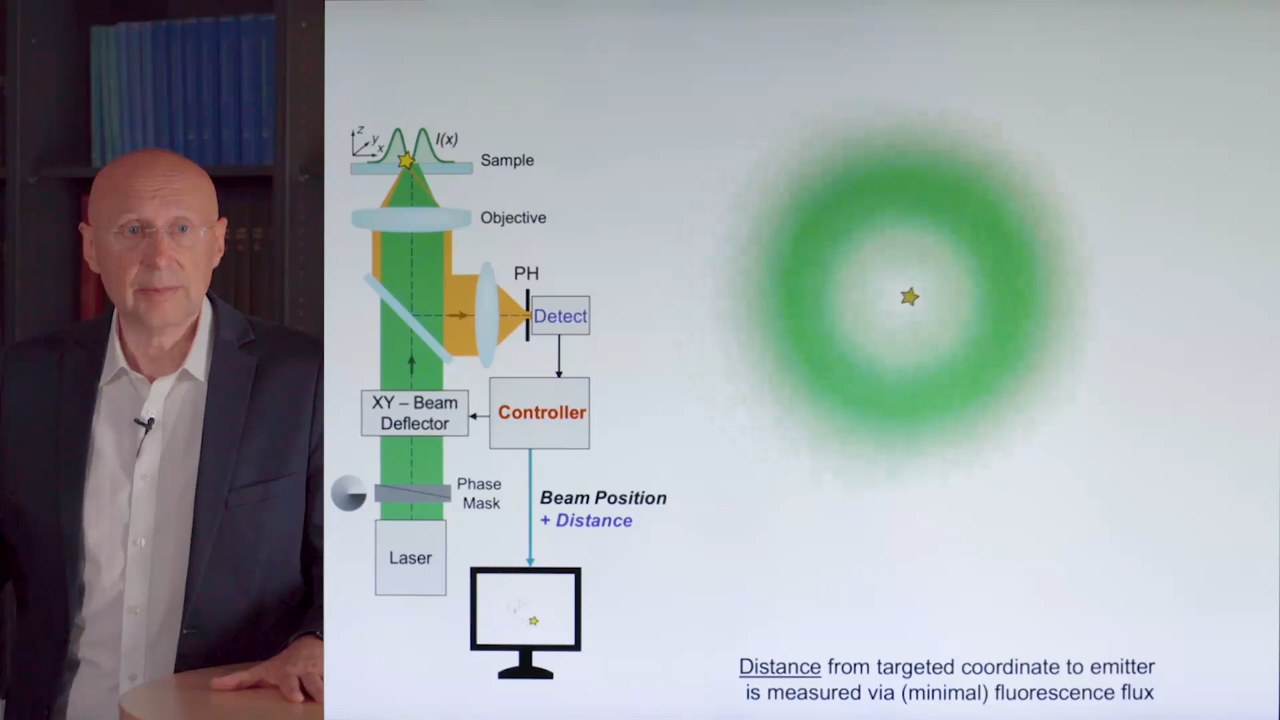 z
y
x
I(x)
Sample
Objective
PH
Detect
XY – Beam
Deflector
Controller
Phase
Mask
Beam Position
+ Distance
Laser
Distance from targeted coordinate to emitter
is measured via (minimal) fluorescence flux